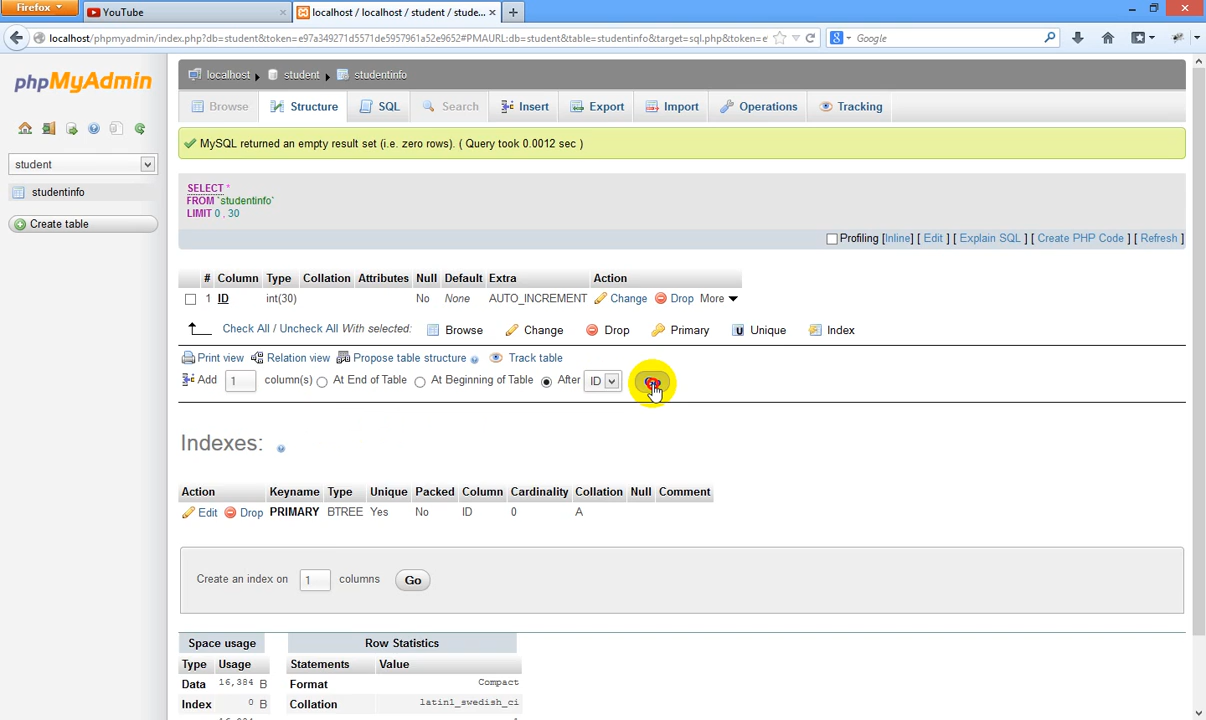 Firefox
YouTube
localhost / localhost / student / stude...
localhost/phpmyadmin/index.php?db=student&token=e97a349271d5571de5957961a52e9652#PMAURL:db=student&table=studentinfo&target=sql.php&token=e
Google
phpMyAdmin
student
studentinfo
Create table
localhost student studentinfo
Browse Structure SQL Search Insert Export Import Operations Tracking
MySQL returned an empty result set (i.e. zero rows). ( Query took 0.0012 sec )
SELECT *
FROM `studentinfo`
LIMIT 0 , 30
Profiling [Inline] [ Edit ] [ Explain SQL ] [ Create PHP Code ] [ Refresh ]
# Column Type Collation Attributes Null Default Extra Action
1 ID int(30) No None AUTO_INCREMENT Change Drop More
Check All / Uncheck All With selected: Browse Change Drop Primary Unique Index
Print view Relation view Propose table structure Track table
Add 1 column(s) At End of Table At Beginning of Table After ID
Indexes:
Action Keyname Type Unique Packed Column Cardinality Collation Null Comment
Edit Drop PRIMARY BTREE Yes No ID 0 A
Create an index on 1 columns Go
Space usage
Type Usage
Data 16,384 B
Index 0 B
Row Statistics
Statements Value
Format Compact
Collation latin1_swedish_ci